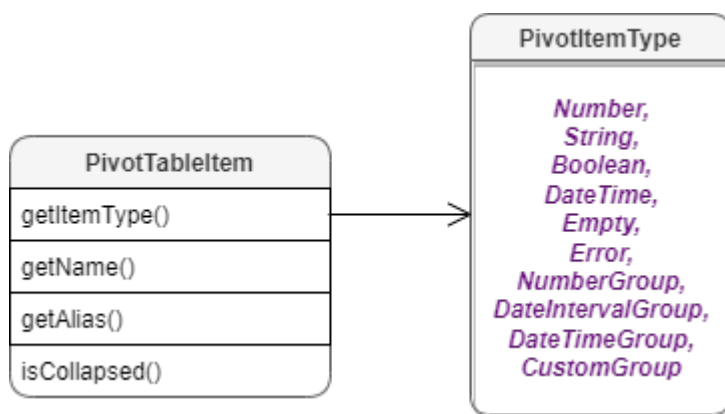 PivotItemType
Number,
String,
Boolean,
DateTime,
Empty,
Error,
NumberGroup,
DateIntervalGroup,
DateTimeGroup,
CustomGroup
PivotTableItem
getItemType()
getName()
getAlias()
isCollapsed()